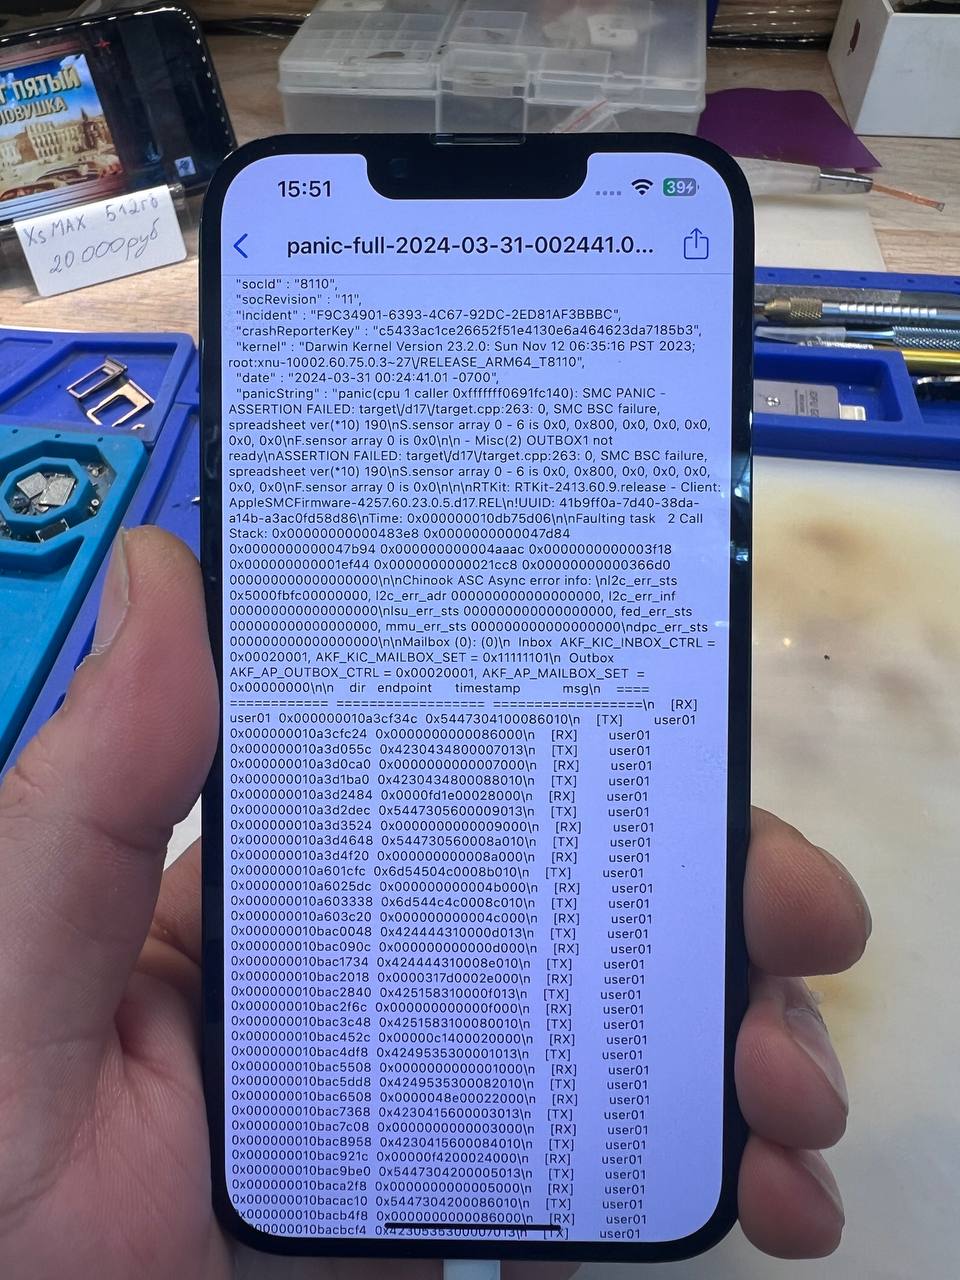 ПЯТЫЙ
ЛОВУШКА
XS MAX 512гб
20 000руб
15:51
39
panic-full-2024-03-31-002441.0...
"socId" : "8110",
"socRevision" : "11",
"incident" : "F9C34901-6393-4C67-92DC-2ED81AF3BBBC",
"crashReporterKey" : "c5433ac1ce26652f51e4130e6a464623da7185b3",
"kernel" : "Darwin Kernel Version 23.2.0: Sun Nov 12 06:35:16 PST 2023;
root:xnu-10002.60.75.0.3~27\/RELEASE_ARM64_T8110",
"date" : "2024-03-31 00:24:41.01 -0700",
"panicString" : "panic(cpu 1 caller 0xfffffff0691fc140): SMC PANIC -
ASSERTION FAILED: target\/d17\/target.cpp:263: 0, SMC BSC failure,
spreadsheet ver(*10) 190\nS.sensor array 0 - 6 is 0x0, 0x800, 0x0, 0x0, 0x0,
0x0, 0x0\nF.sensor array 0 is 0x0\n\n - Misc(2) OUTBOX1 not
ready\nASSERTION FAILED: target\/d17\/target.cpp:263: 0, SMC BSC failure,
spreadsheet ver(*10) 190\nS.sensor array 0 - 6 is 0x0, 0x800, 0x0, 0x0, 0x0,
0x0, 0x0\nF.sensor array 0 is 0x0\n\n\n\nRTKit: RTKit-2413.60.9.release - Client:
AppleSMCFirmware-4257.60.23.0.5.d17.REL\n!UUID: 41b9ff0a-7d40-38da-
a14b-a3ac0fd58d86\nTime: 0x000000010db75d06\n\nFaulting task 2 Call
Stack: 0x00000000000483e8 0x0000000000047d84
0x0000000000047b94 0x000000000004aaac 0x0000000000003f18
0x000000000001ef44 0x0000000000021cc8 0x00000000000366d0
0000000000000000\n\nChinook ASC Async error info: \nl2c_err_sts
0x5000fbfc00000000, l2c_err_adr 0000000000000000, l2c_err_inf
0000000000000000\nlsu_err_sts 0000000000000000, fed_err_sts
0000000000000000, mmu_err_sts 0000000000000000\ndpc_err_sts
0000000000000000\n\nMailbox (0): (0)\n Inbox AKF_KIC_INBOX_CTRL =
0x00020001, AKF_KIC_MAILBOX_SET = 0x11111101\n Outbox
AKF_AP_OUTBOX_CTRL = 0x00020001, AKF_AP_MAILBOX_SET =
0x00000000\n\n dir endpoint timestamp msg\n ====
============ ================== ==================\n [RX]
user01 0x000000010a3cf34c 0x5447304100086010\n [TX] user01
0x000000010a3cfc24 0x0000000000086000\n [RX] user01
0x000000010a3d055c 0x4230434800007013\n [TX] user01
0x000000010a3d0ca0 0x0000000000007000\n [RX] user01
0x000000010a3d1ba0 0x4230434800088010\n [TX] user01
0x000000010a3d2484 0x0000fd1e00028000\n [RX] user01
0x000000010a3d2dec 0x5447305600009013\n [TX] user01
0x000000010a3d3524 0x0000000000009000\n [RX] user01
0x000000010a3d4648 0x544730560008a010\n [TX] user01
0x000000010a3d4f20 0x000000000008a000\n [RX] user01
0x000000010a601cfc 0x6d54504c0008b010\n [TX] user01
0x000000010a6025dc 0x000000000004b000\n [RX] user01
0x000000010a603338 0x6d544c4c0008c010\n [TX] user01
0x000000010a603c20 0x000000000004c000\n [RX] user01
0x000000010bac0048 0x424444310000d013\n [TX] user01
0x000000010bac090c 0x000000000000d000\n [RX] user01
0x000000010bac1734 0x424444310008e010\n [TX] user01
0x000000010bac2018 0x0000317d0002e000\n [RX] user01
0x000000010bac2840 0x425158310000f013\n [TX] user01
0x000000010bac2f6c 0x000000000000f000\n [RX] user01
0x000000010bac3c48 0x4251583100080010\n [TX] user01
0x000000010bac452c 0x00000c1400020000\n [RX] user01
0x000000010bac4df8 0x4249535300001013\n [TX] user01
0x000000010bac5508 0x0000000000001000\n [RX] user01
0x000000010bac5dd8 0x4249535300082010\n [TX] user01
0x000000010bac6508 0x0000048e00022000\n [RX] user01
0x000000010bac7368 0x4230415600003013\n [TX] user01
0x000000010bac7c08 0x0000000000003000\n [RX] user01
0x000000010bac8958 0x4230415600084010\n [TX] user01
0x000000010bac921c 0x00000f4200024000\n [RX] user01
0x000000010bac9be0 0x5447304200005013\n [TX] user01
0x000000010baca2f8 0x0000000000005000\n [RX] user01
0x000000010bacac10 0x5447304200086010\n [TX] user01
0x000000010bacb4f8 0x0000000000086000\n [RX] user01
0x000000010bacbcf4 0x4230535300007013\n [TX] user01